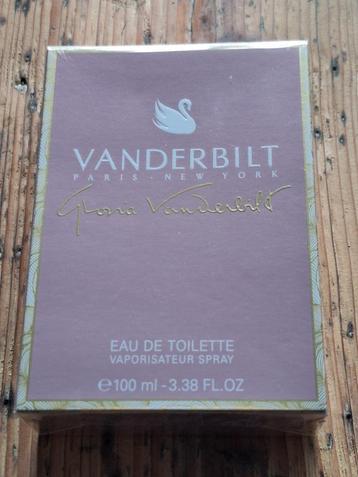 VANDERBILT
PARIS - NEW YORK
Gloria Vanderbilt
EAU DE TOILETTE
VAPORISATEUR SPRAY
℮100 ml - 3.38 FL.OZ